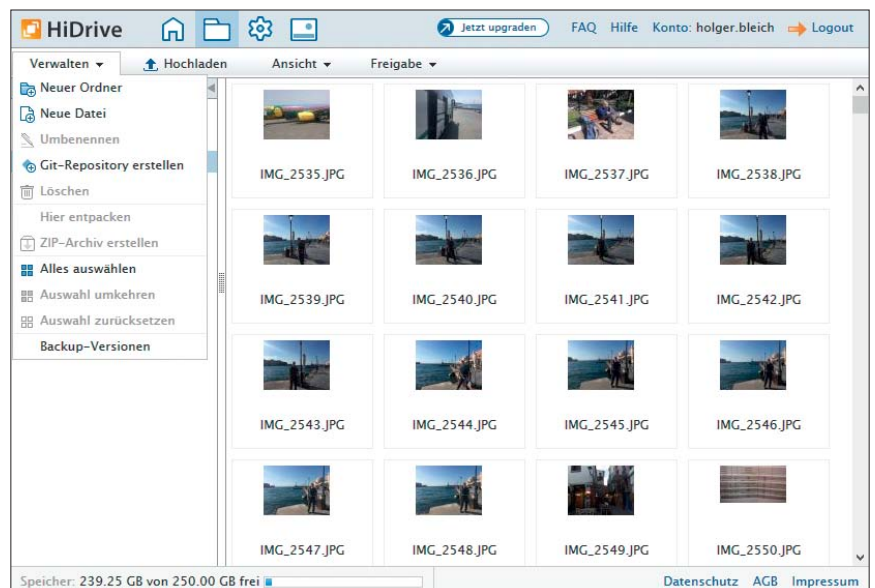 HiDrive
Jetzt upgraden
FAQ Hilfe Konto: holger.bleich Logout
Verwalten Hochladen Ansicht Freigabe
Neuer Ordner
Neue Datei
Umbenennen
Git-Repository erstellen
Löschen
Hier entpacken
ZIP-Archiv erstellen
Alles auswählen
Auswahl umkehren
Auswahl zurücksetzen
Backup-Versionen
IMG_2535.JPG IMG_2536.JPG IMG_2537.JPG IMG_2538.JPG
IMG_2539.JPG IMG_2540.JPG IMG_2541.JPG IMG_2542.JPG
IMG_2543.JPG IMG_2544.JPG IMG_2545.JPG IMG_2546.JPG
IMG_2547.JPG IMG_2548.JPG IMG_2549.JPG IMG_2550.JPG
Speicher: 239.25 GB von 250.00 GB frei
Datenschutz AGB Impressum